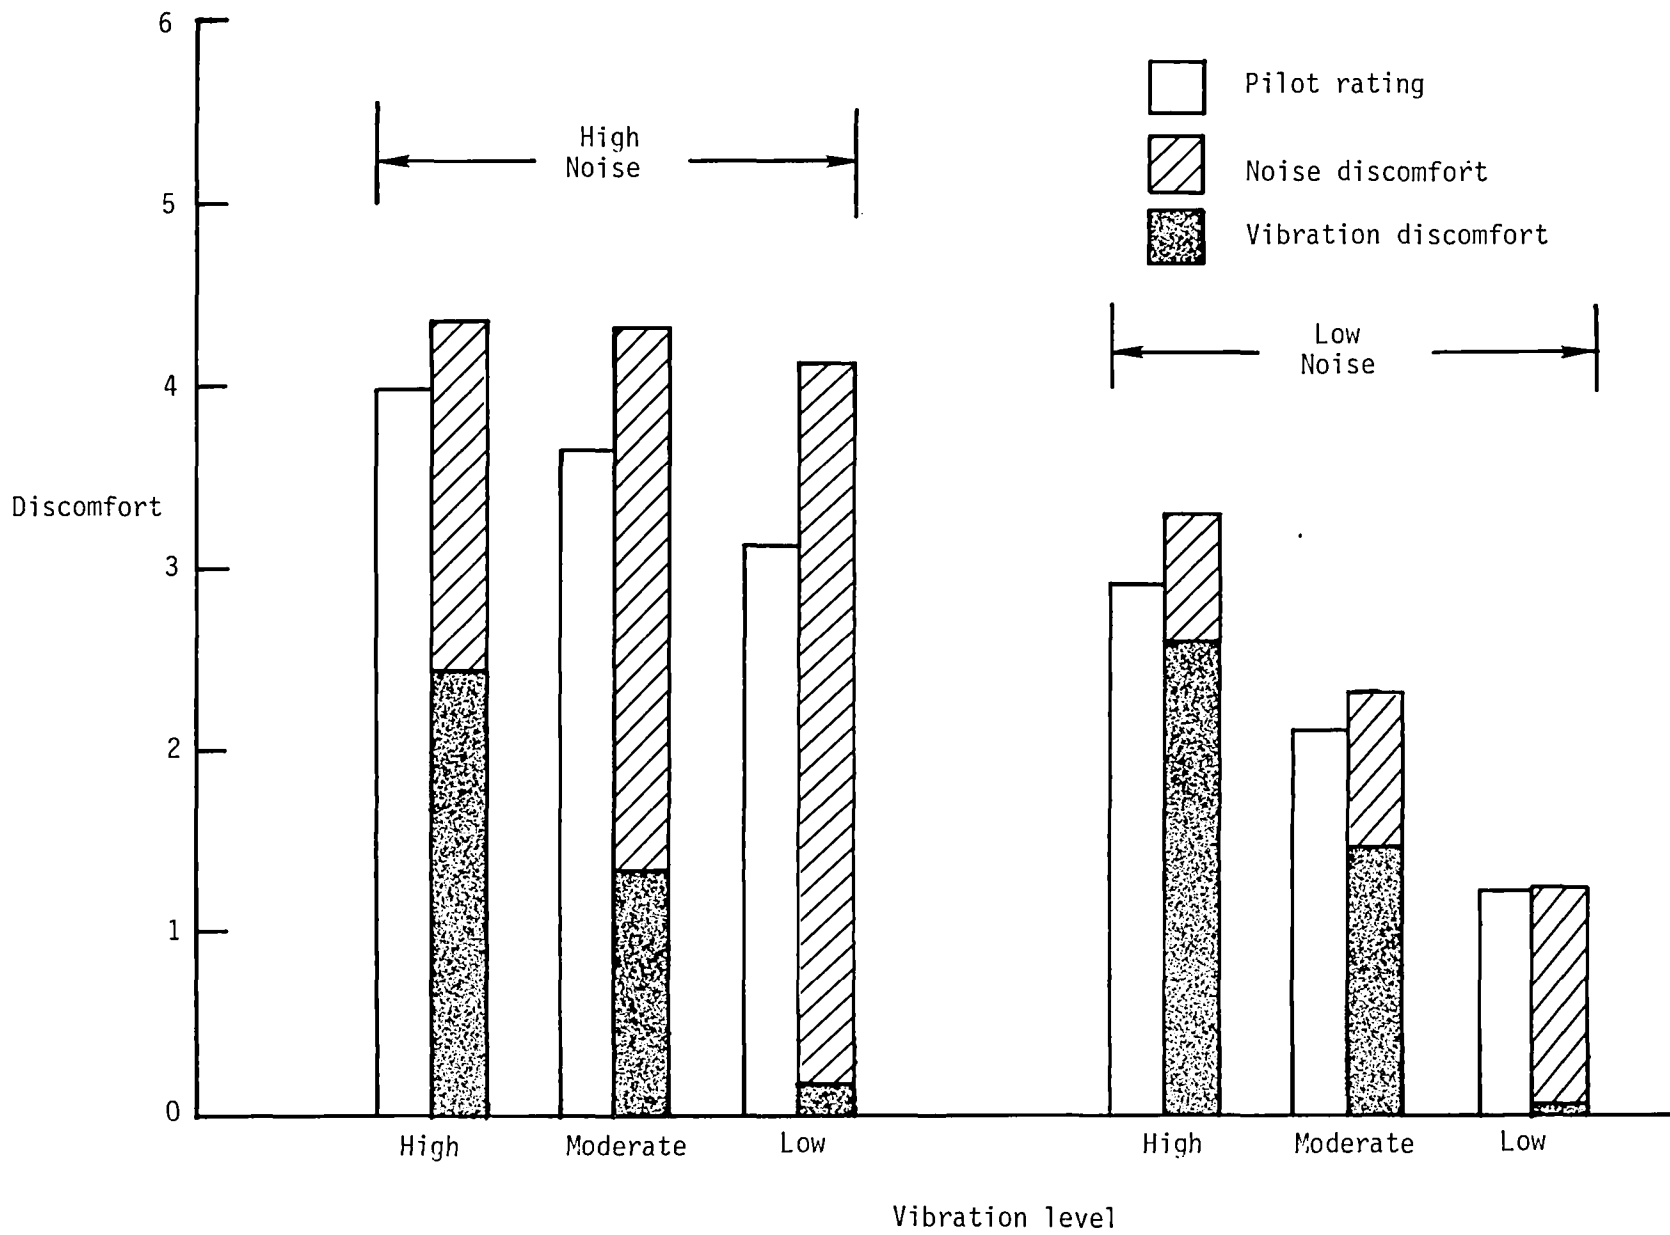 6
5
4
3
2
1
0
Discomfort
High
Noise
Pilot rating
Noise discomfort
Vibration discomfort
Low
Noise
High
Moderate
Low
High
Moderate
Low
Vibration level